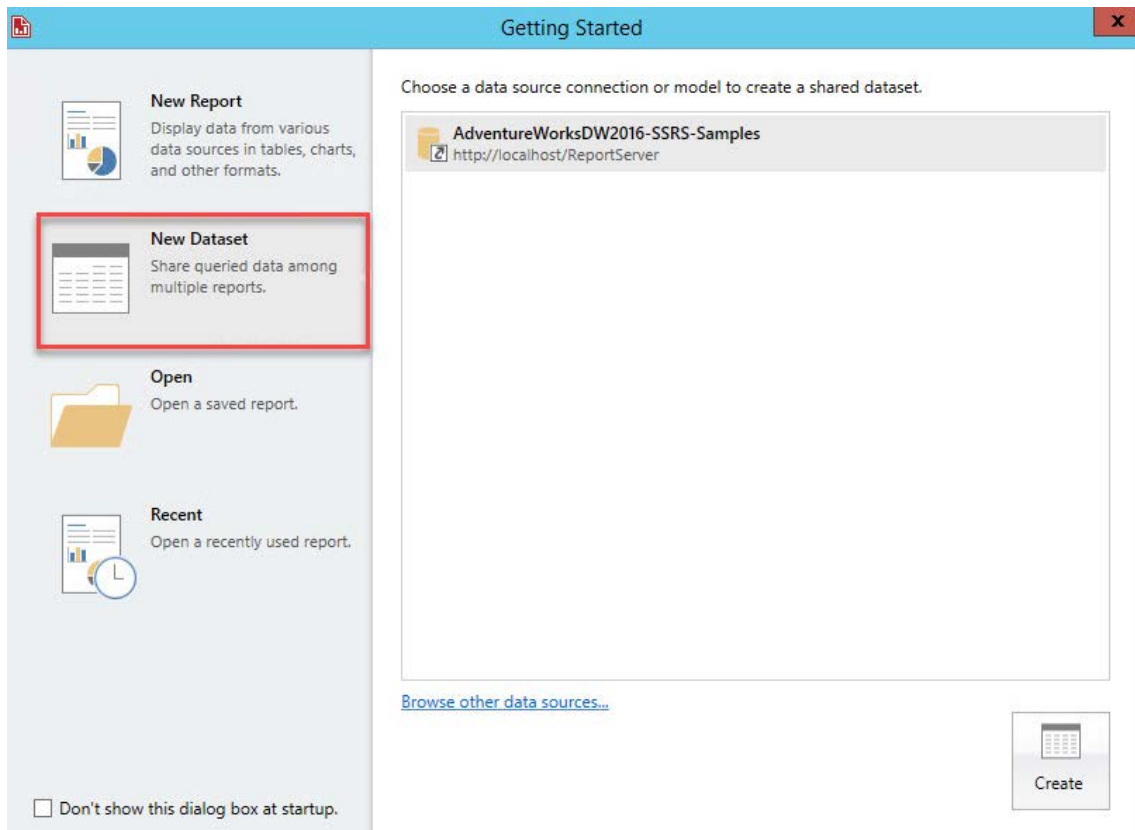 Getting Started
x
New Report
Display data from various
data sources in tables, charts,
and other formats.
New Dataset
Share queried data among
multiple reports.
Open
Open a saved report.
Recent
Open a recently used report.
Don't show this dialog box at startup.
Choose a data source connection or model to create a shared dataset.
AdventureWorksDW2016-SSRS-Samples
http://localhost/ReportServer
Browse other data sources...
Create